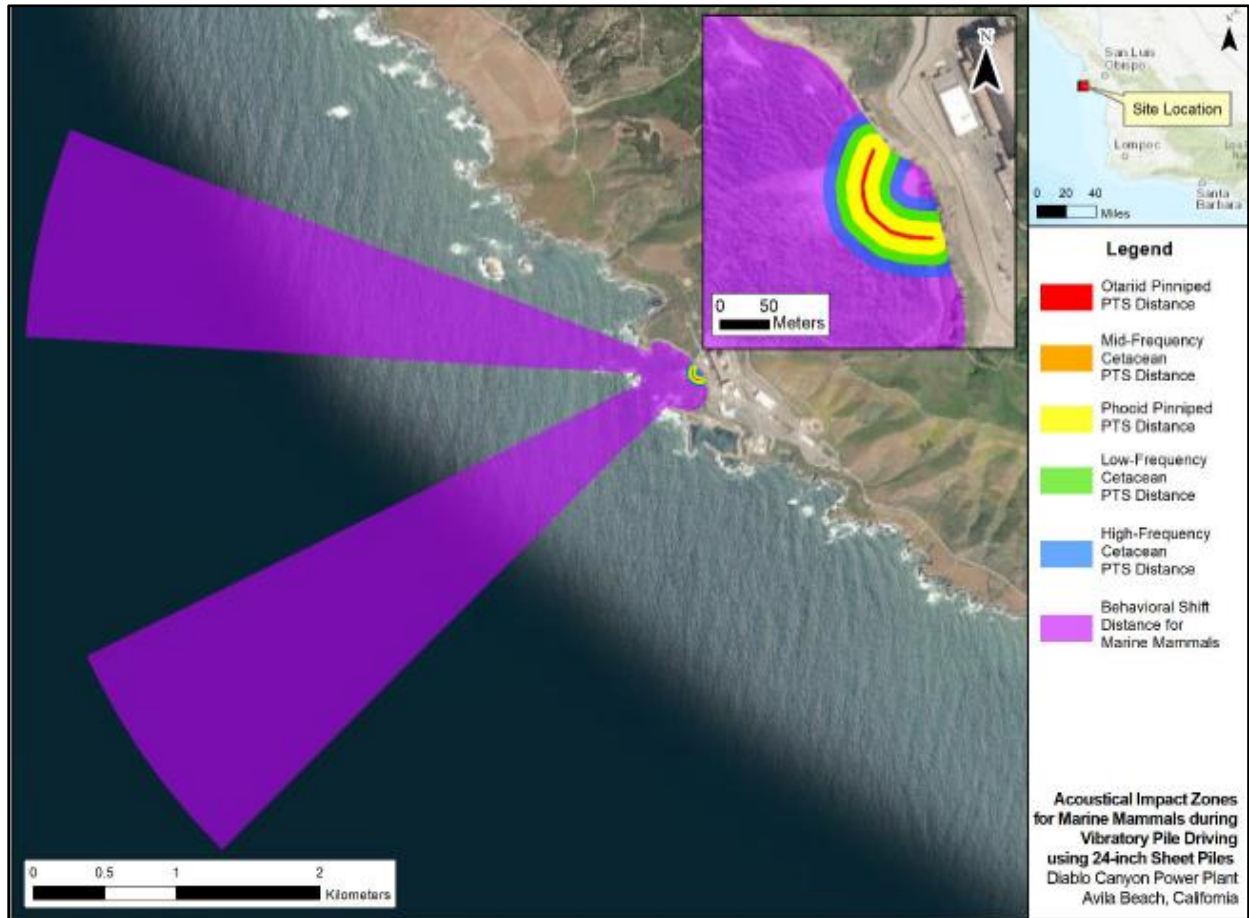 N
0 50
Meters
0 0.5 1 2
Kilometers
N
San Luis
Obispo
Site Location
Lompoc
Santa
Barbara
0 20 40
Miles
Legend
Otariid Pinniped
PTS Distance
Mid-Frequency
Cetacean
PTS Distance
Phocid Pinniped
PTS Distance
Low-Frequency
Cetacean
PTS Distance
High-Frequency
Cetacean
PTS Distance
Behavioral Shift
Distance for
Marine Mammals
Acoustical Impact Zones
for Marine Mammals during
Vibratory Pile Driving
using 24-inch Sheet Piles
Diablo Canyon Power Plant
Avila Beach, California